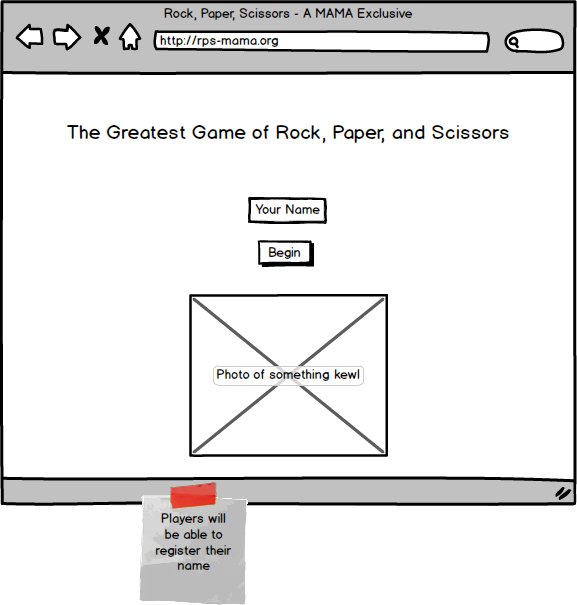 Rock, Paper, Scissors - A MAMA Exclusive
http://rps-mama.org
The Greatest Game of Rock, Paper, and Scissors
Your Name
Begin
Photo of something kewl
Players will
be able to
register their
name